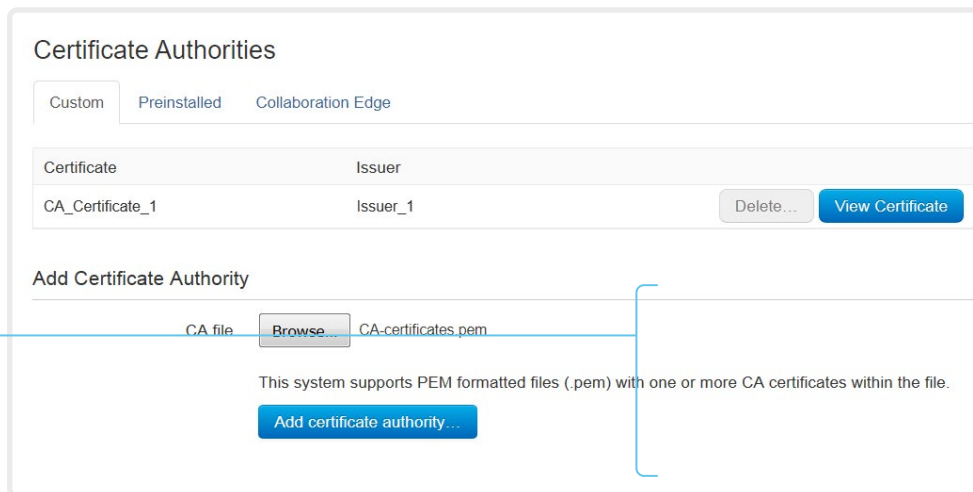 Certificate Authorities
Custom Preinstalled Collaboration Edge
Certificate Issuer
CA_Certificate_1 Issuer_1 Delete... View Certificate
Add Certificate Authority
CA file Browse... CA-certificates.pem
This system supports PEM formatted files (.pem) with one or more CA certificates within the file.
Add certificate authority...